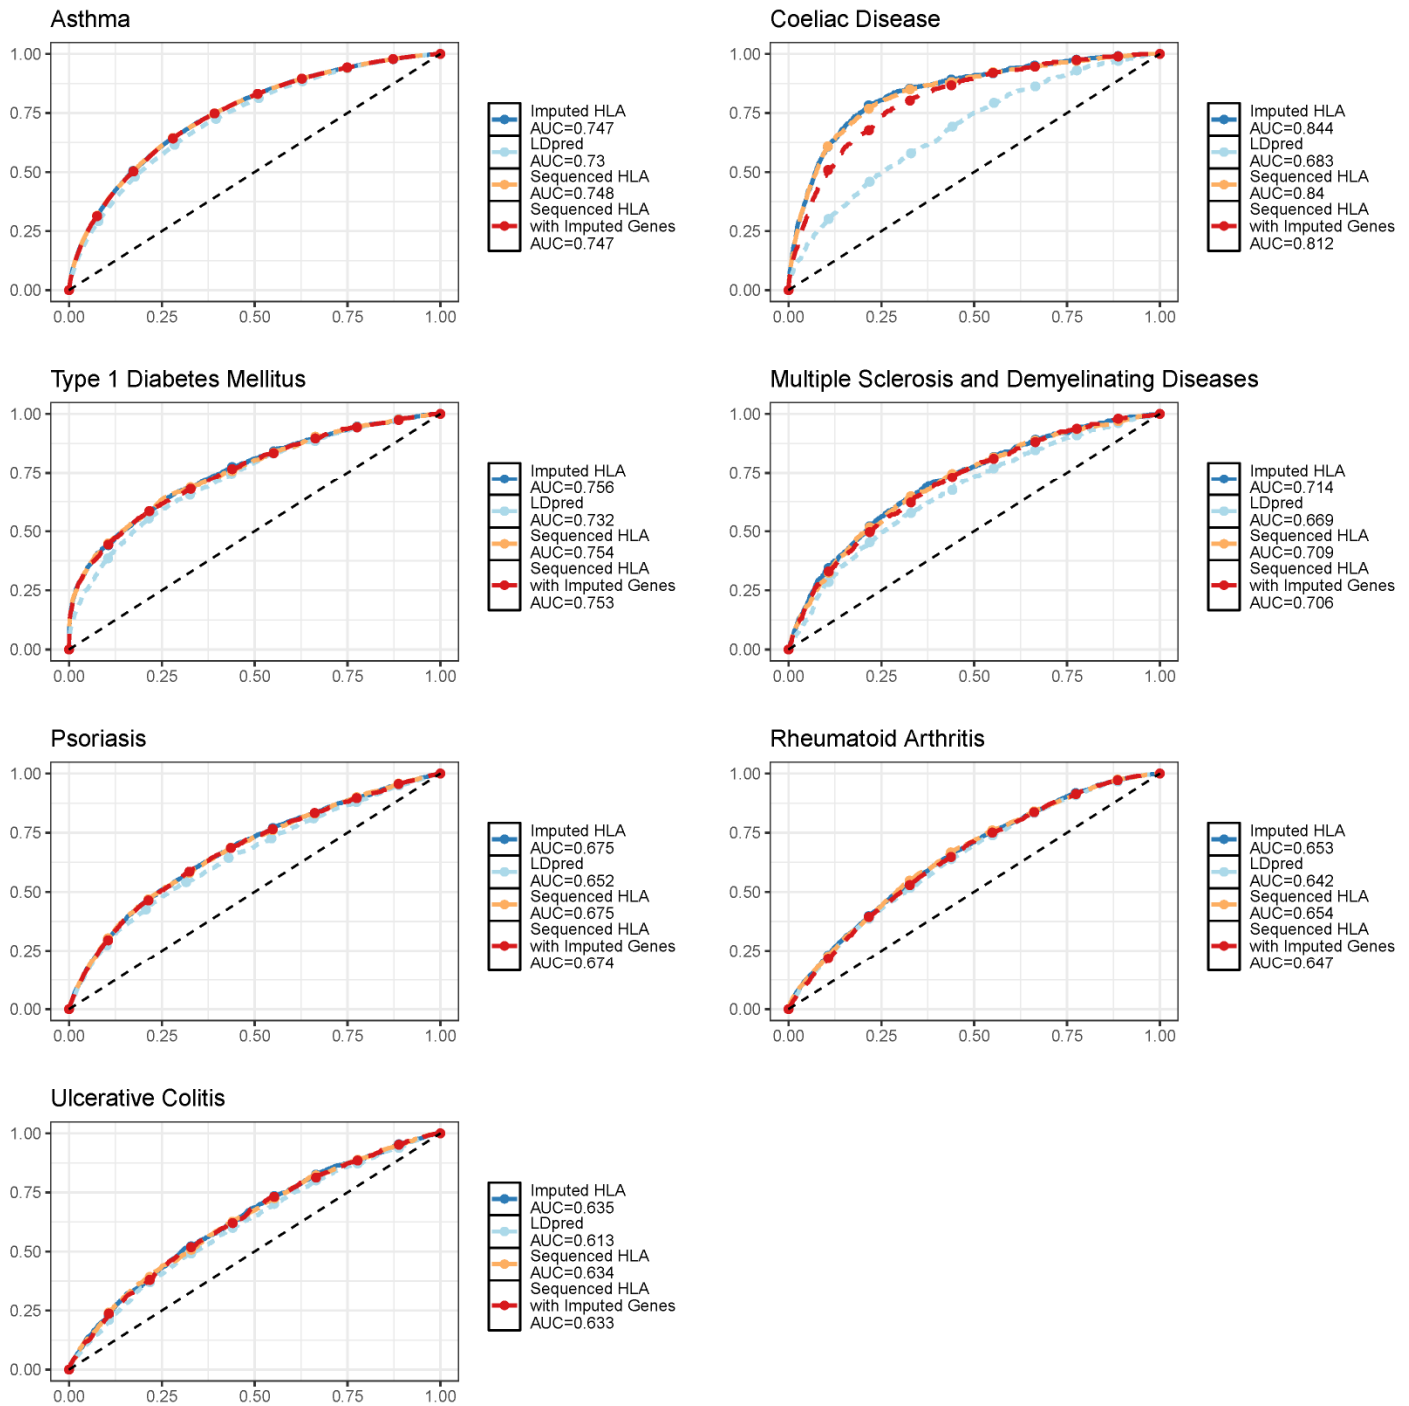 Asthma
1.00
0.75
0.50
0.25
0.00
0.00 0.25 0.50 0.75 1.00
Imputed HLA
AUC=0.747
LDpred
AUC=0.73
Sequenced HLA
AUC=0.748
Sequenced HLA
with Imputed Genes
AUC=0.747
Coeliac Disease
1.00
0.75
0.50
0.25
0.00
0.00 0.25 0.50 0.75 1.00
Imputed HLA
AUC=0.844
LDpred
AUC=0.683
Sequenced HLA
AUC=0.84
Sequenced HLA
with Imputed Genes
AUC=0.812
Type 1 Diabetes Mellitus
1.00
0.75
0.50
0.25
0.00
0.00 0.25 0.50 0.75 1.00
Imputed HLA
AUC=0.756
LDpred
AUC=0.732
Sequenced HLA
AUC=0.754
Sequenced HLA
with Imputed Genes
AUC=0.753
Multiple Sclerosis and Demyelinating Diseases
1.00
0.75
0.50
0.25
0.00
0.00 0.25 0.50 0.75 1.00
Imputed HLA
AUC=0.714
LDpred
AUC=0.669
Sequenced HLA
AUC=0.709
Sequenced HLA
with Imputed Genes
AUC=0.706
Psoriasis
1.00
0.75
0.50
0.25
0.00
0.00 0.25 0.50 0.75 1.00
Imputed HLA
AUC=0.675
LDpred
AUC=0.652
Sequenced HLA
AUC=0.675
Sequenced HLA
with Imputed Genes
AUC=0.674
Rheumatoid Arthritis
1.00
0.75
0.50
0.25
0.00
0.00 0.25 0.50 0.75 1.00
Imputed HLA
AUC=0.653
LDpred
AUC=0.642
Sequenced HLA
AUC=0.654
Sequenced HLA
with Imputed Genes
AUC=0.647
Ulcerative Colitis
1.00
0.75
0.50
0.25
0.00
0.00 0.25 0.50 0.75 1.00
Imputed HLA
AUC=0.635
LDpred
AUC=0.613
Sequenced HLA
AUC=0.634
Sequenced HLA
with Imputed Genes
AUC=0.633